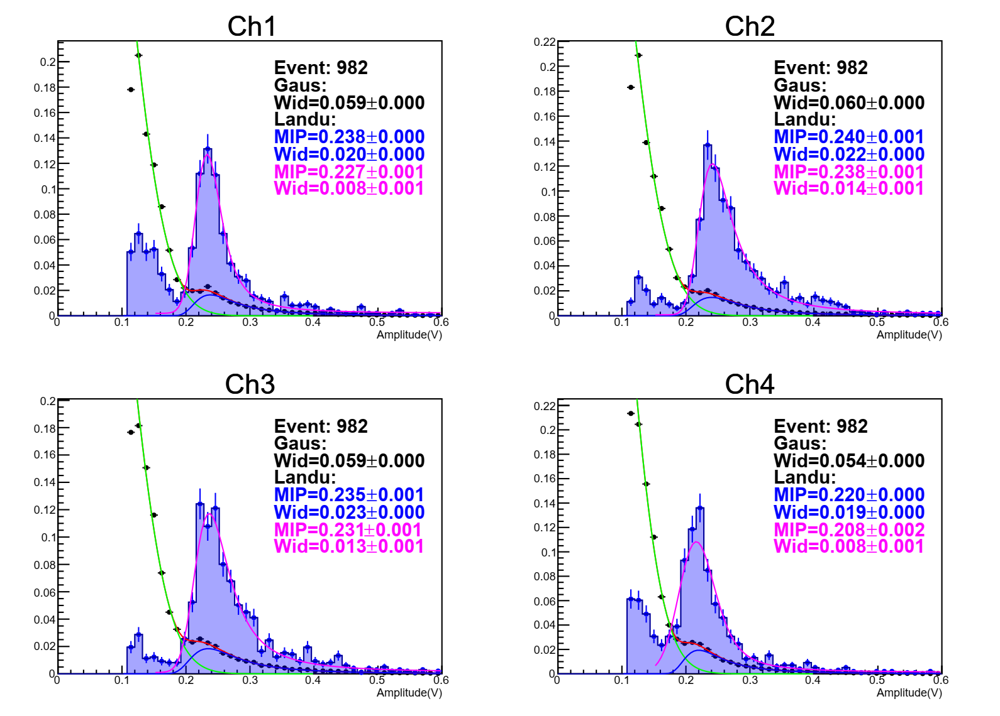 Ch1
0.2
0.18
0.16
0.14
0.12
0.1
0.08
0.06
0.04
0.02
0
Event: 982
Gaus:
Wid=0.059±0.000
Landu:
MIP=0.238±0.000
Wid=0.020±0.000
MIP=0.227±0.001
Wid=0.008±0.001
0 0.1 0.2 0.3 0.4 0.5 0.6
Amplitude(V)
Ch2
0.22
0.2
0.18
0.16
0.14
0.12
0.1
0.08
0.06
0.04
0.02
0
Event: 982
Gaus:
Wid=0.060±0.000
Landu:
MIP=0.240±0.001
Wid=0.022±0.000
MIP=0.238±0.001
Wid=0.014±0.001
0 0.1 0.2 0.3 0.4 0.5 0.6
Amplitude(V)
Ch3
0.2
0.18
0.16
0.14
0.12
0.1
0.08
0.06
0.04
0.02
0
Event: 982
Gaus:
Wid=0.059±0.000
Landu:
MIP=0.235±0.001
Wid=0.023±0.000
MIP=0.231±0.001
Wid=0.013±0.001
0 0.1 0.2 0.3 0.4 0.5 0.6
Amplitude(V)
Ch4
0.22
0.2
0.18
0.16
0.14
0.12
0.1
0.08
0.06
0.04
0.02
0
Event: 982
Gaus:
Wid=0.054±0.000
Landu:
MIP=0.220±0.000
Wid=0.019±0.000
MIP=0.208±0.002
Wid=0.008±0.001
0 0.1 0.2 0.3 0.4 0.5 0.6
Amplitude(V)